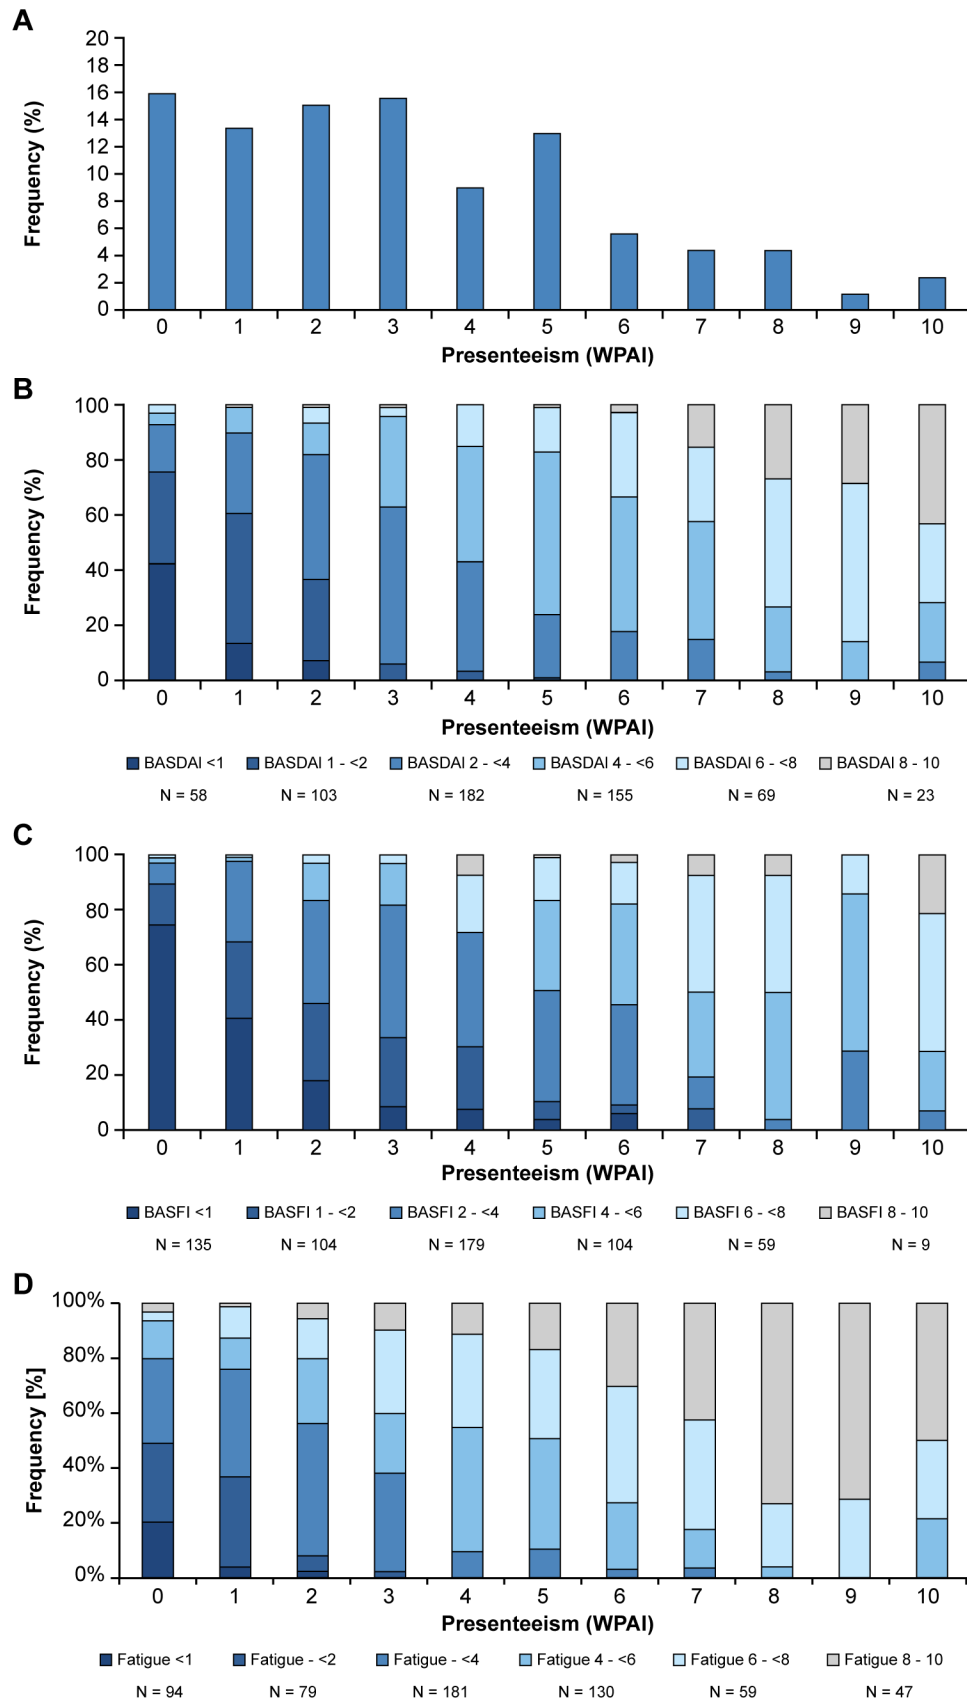 A
Frequency (%)
20
18
16
14
12
10
8
6
4
2
0
0 1 2 3 4 5 6 7 8 9 10
Presenteeism (WPAI)
B
Frequency (%)
100
80
60
40
20
0
0 1 2 3 4 5 6 7 8 9 10
Presenteeism (WPAI)
BASDAI <1 BASDAI 1 - <2 BASDAI 2 - <4 BASDAI 4 - <6 BASDAI 6 - <8 BASDAI 8 - 10
N = 58 N = 103 N = 182 N = 155 N = 69 N = 23
C
Frequency (%)
100
80
60
40
20
0
0 1 2 3 4 5 6 7 8 9 10
Presenteeism (WPAI)
BASFI <1 BASFI 1 - <2 BASFI 2 - <4 BASFI 4 - <6 BASFI 6 - <8 BASFI 8 - 10
N = 135 N = 104 N = 179 N = 104 N = 59 N = 9
D
Frequency [%]
100%
80%
60%
40%
20%
0%
0 1 2 3 4 5 6 7 8 9 10
Presenteeism (WPAI)
Fatigue <1 Fatigue - <2 Fatigue - <4 Fatigue 4 - <6 Fatigue 6 - <8 Fatigue 8 - 10
N = 94 N = 79 N = 181 N = 130 N = 59 N = 47